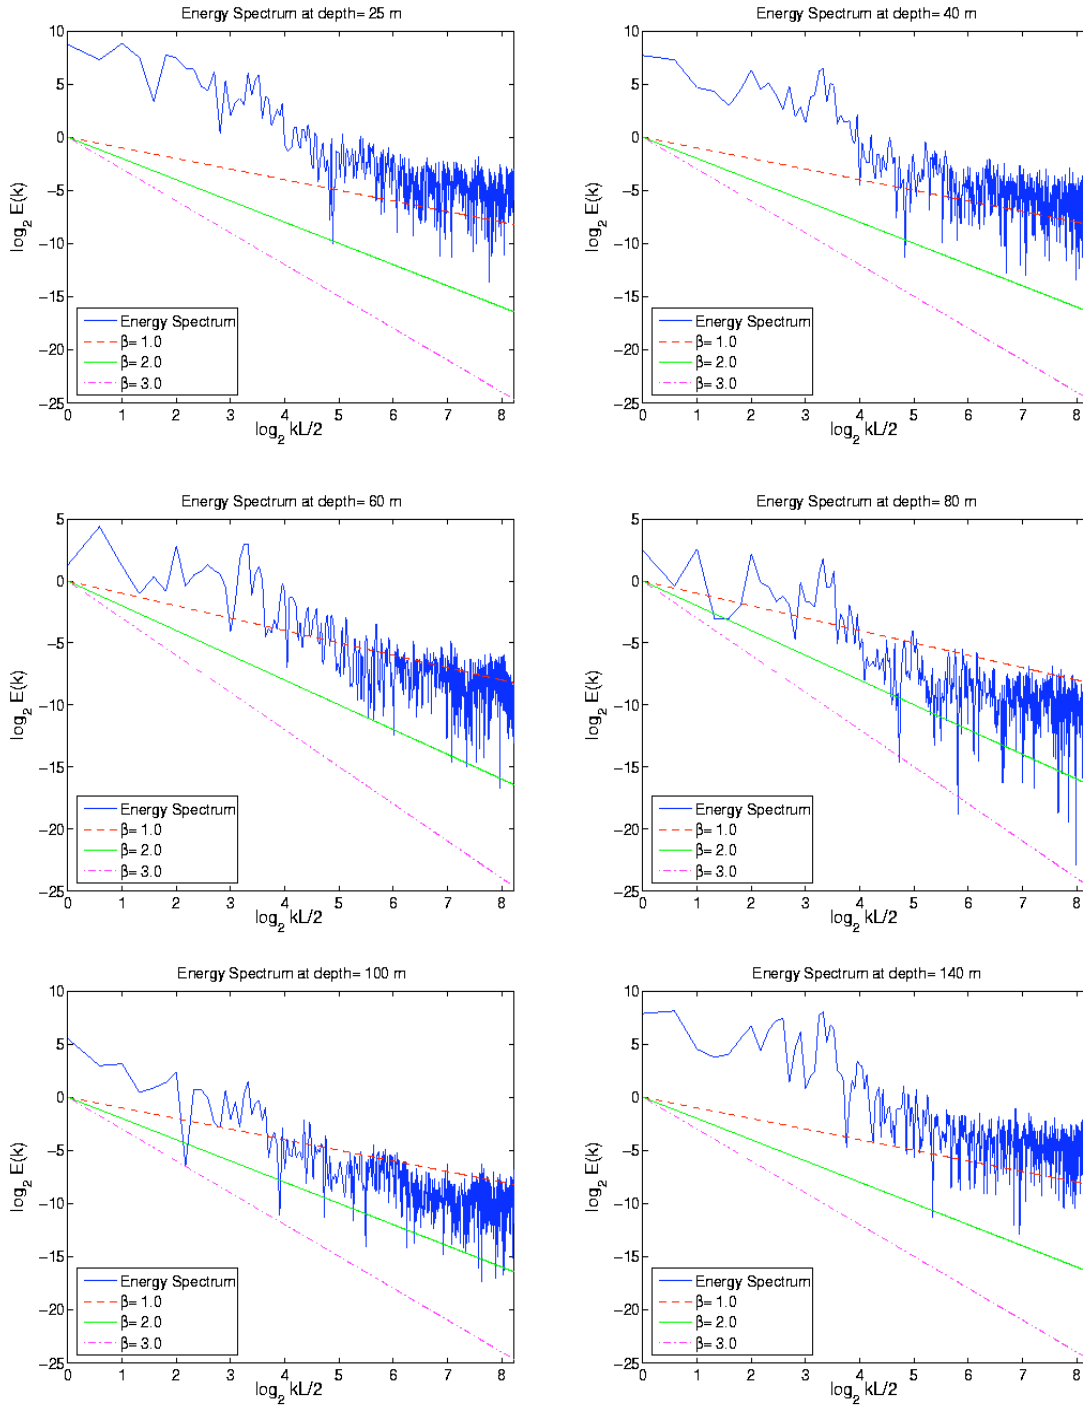 Energy Spectrum at depth= 25 m
10
5
0
−5
−10
−15
−20
−25
log2 E(k)
Energy Spectrum
β= 1.0
β= 2.0
β= 3.0
0 1 2 3 4 5 6 7 8
log2 kL/2
Energy Spectrum at depth= 40 m
10
5
0
−5
−10
−15
−20
−25
log2 E(k)
Energy Spectrum
β= 1.0
β= 2.0
β= 3.0
0 1 2 3 4 5 6 7 8
log2 kL/2
Energy Spectrum at depth= 60 m
5
0
−5
−10
−15
−20
−25
log2 E(k)
Energy Spectrum
β= 1.0
β= 2.0
β= 3.0
0 1 2 3 4 5 6 7 8
log2 kL/2
Energy Spectrum at depth= 80 m
5
0
−5
−10
−15
−20
−25
log2 E(k)
Energy Spectrum
β= 1.0
β= 2.0
β= 3.0
0 1 2 3 4 5 6 7 8
log2 kL/2
Energy Spectrum at depth= 100 m
10
5
0
−5
−10
−15
−20
−25
log2 E(k)
Energy Spectrum
β= 1.0
β= 2.0
β= 3.0
0 1 2 3 4 5 6 7 8
log2 kL/2
Energy Spectrum at depth= 140 m
10
5
0
−5
−10
−15
−20
−25
log2 E(k)
Energy Spectrum
β= 1.0
β= 2.0
β= 3.0
0 1 2 3 4 5 6 7 8
log2 kL/2